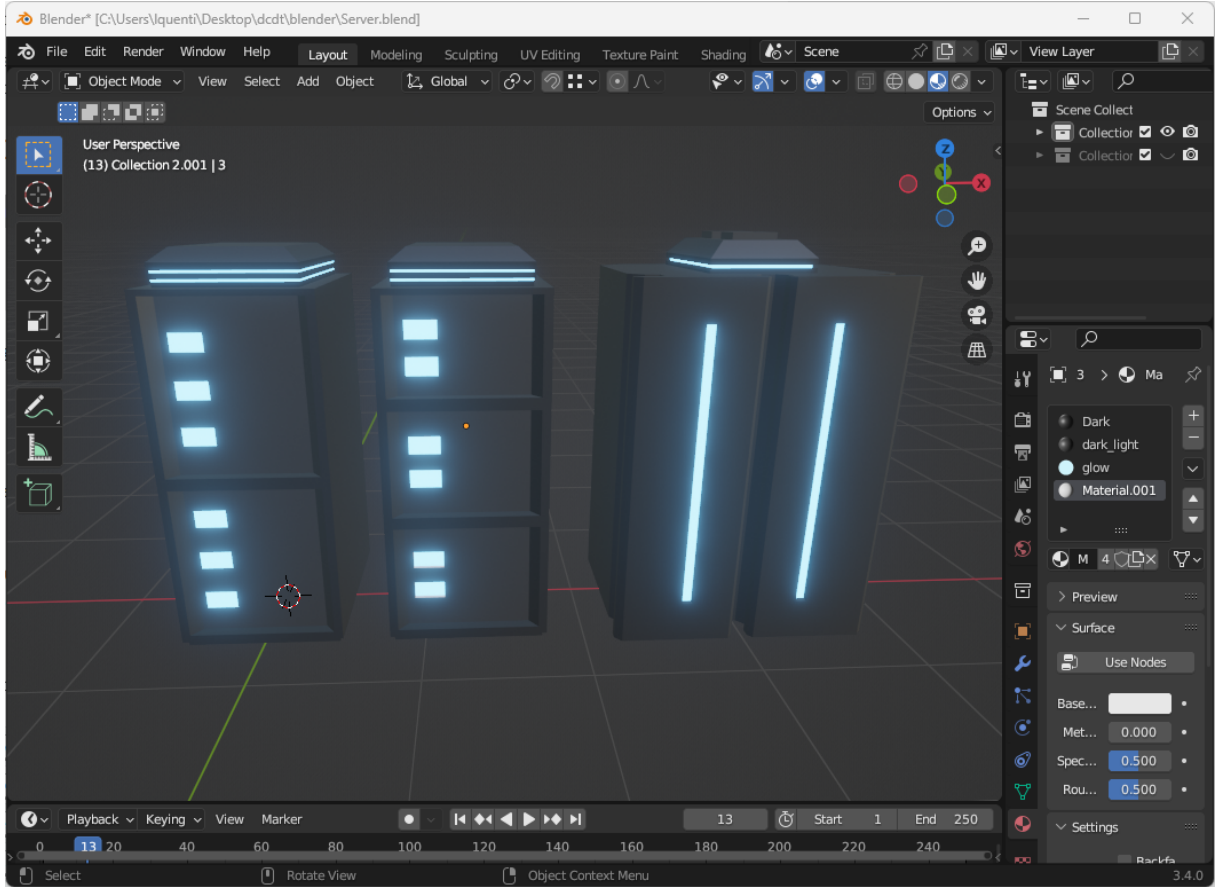 Blender* [C:\Users\lquenti\Desktop\dcdt\blender\Server.blend]
File Edit Render Window Help Layout Modeling Sculpting UV Editing Texture Paint Shading Scene View Layer
Object Mode View Select Add Object Global
Options
User Perspective
(13) Collection 2.001 | 3
Z
Y
X
Scene Collect
Collection
Collection
3 > Ma
Dark
dark_light
glow
Material.001
M 4
Preview
Surface
Use Nodes
Base...
Met... 0.000
Spec... 0.500
Rou... 0.500
Settings
Backfa
Playback Keying View Marker 13 Start 1 End 250
0 13 20 40 60 80 100 120 140 160 180 200 220 240
Select Rotate View Object Context Menu 3.4.0